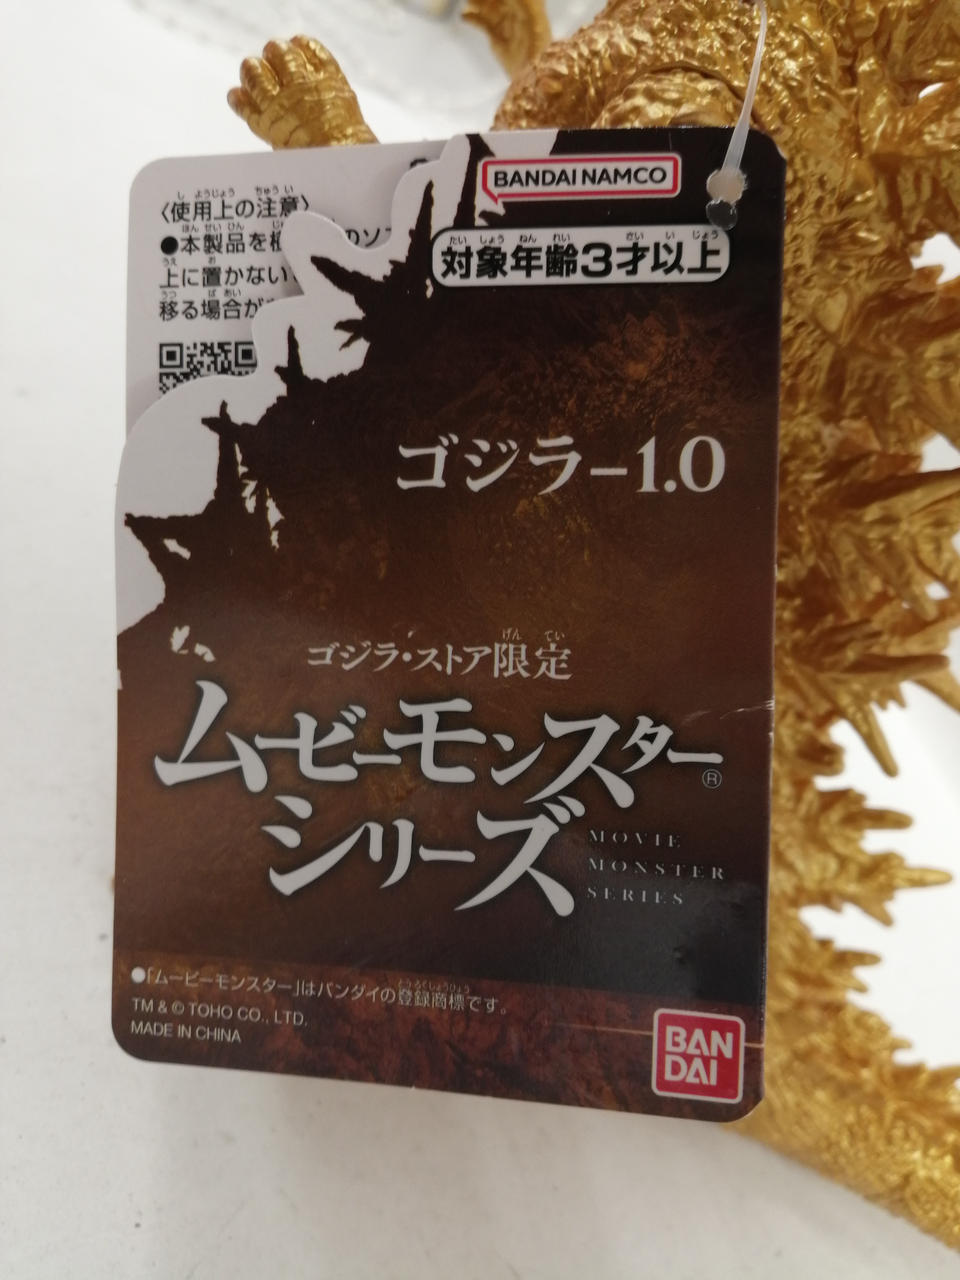 BANDAI NAMCO
対象年齢3才以上
〈使用上の注意〉
●本製品を
のソフ
上に置かない
移る場合が
ゴジラ-1.0
ゴジラ・ストア限定
ムービーモンスター®
シリーズ
MOVIE
MONSTER
SERIES
●「ムービーモンスター」はバンダイの登録商標です。
TM & © TOHO CO., LTD.
MADE IN CHINA
BAN
DAI